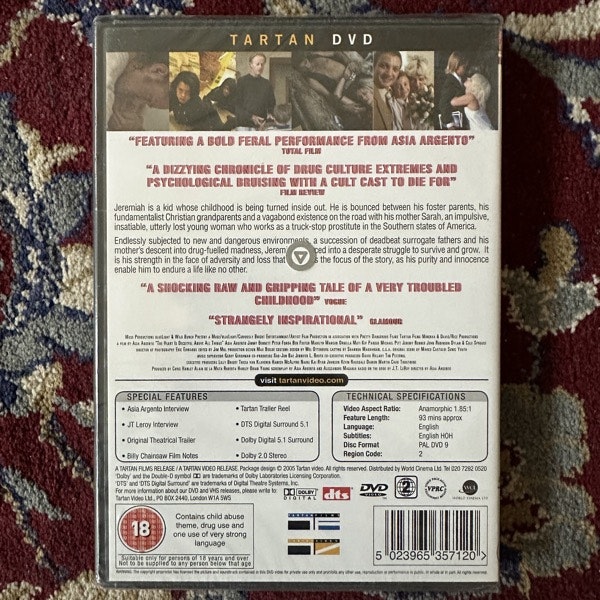 TARTAN DVD
"FEATURING A BOLD FERAL PERFORMANCE FROM ASIA ARGENTO"
TOTAL FILM
"A DIZZYING CHRONICLE OF DRUG CULTURE EXTREMES AND
PSYCHOLOGICAL BRUISING WITH A CULT CAST TO DIE FOR"
FILM REVIEW
Jeremiah is a kid whose childhood is being turned inside out. He is bounced between his foster parents, his
fundamentalist Christian grandparents and a vagabond existence on the road with his mother Sarah, an impulsive,
insatiable, utterly lost young woman who works as a truck-stop prostitute in the Southern states of America.
Endlessly subjected to new and dangerous environments, a succession of deadbeat surrogate fathers and his
mother's descent into drug-fuelled madness, Jerem ced into a desperate struggle to survive and grow. It
is his strength in the face of adversity and loss that is the focus of the story, as his purity and innocence
enable him to endure a life like no other.
"A SHOCKING RAW AND GRIPPING TALE OF A VERY TROUBLED
CHILDHOOD" VOGUE
"STRANGELY INSPIRATIONAL" GLAMOUR
visit tartanvideo.com
SPECIAL FEATURES
• Asia Argento Interview
• JT Leroy Interview
• Original Theatrical Trailer
• Billy Chainsaw Film Notes
• Tartan Trailer Reel
• DTS Digital Surround 5.1
• Dolby Digital 5.1 Surround
• Dolby 2.0 Stereo
TECHNICAL SPECIFICATIONS
Video Aspect Ratio: Anamorphic 1.85:1
Feature Length: 93 mins approx
Language: English
Subtitles: English HOH
Disc Format: PAL DVD 9
Region Code: 2
A TARTAN FILMS RELEASE / A TARTAN VIDEO RELEASE. Package design © 2005 Tartan video. All rights reserved. Distributed by World Cinema Ltd. Tel 020 7292 0520
'Dolby' and the Double-D symbol are trademarks of Dolby Laboratories Licensing Corporation.
'DTS' and 'DTS Digital Surround' are trademarks of Digital Theatre Systems, Inc.
For more information about our DVD and VHS releases, please write to:
Tartan Video Ltd., PO BOX 2440, London W1A 5WS
DOLBY
DIGITAL
dts
DVD
VIDEO
2
VPRC
WCL
WORLD CINEMA LTD
18
Contains child abuse
theme, drug use and
one use of very strong
language
Suitable only for persons of 18 years and over
Not to be supplied to any person below that age
TARTAN FILMS
TARTAN VIDEO
5 023965 357120 >